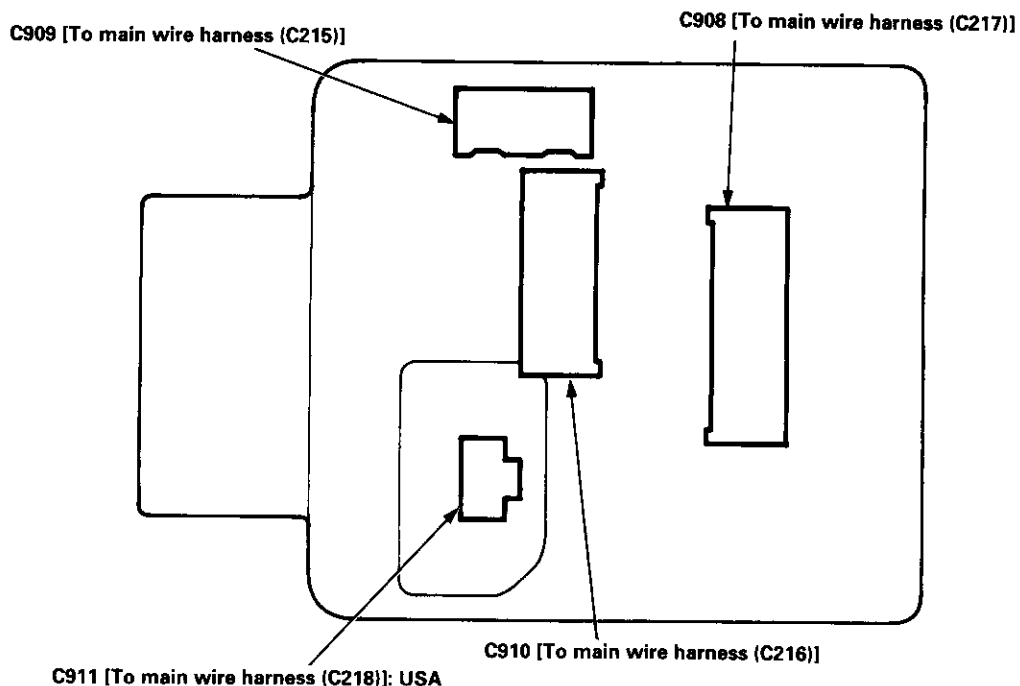 C908 [To main wire harness (C217)]
C909 [To main wire harness (C215)]
C910 [To main wire harness (C216)]
C911 [To main wire harness (C218)]: USA